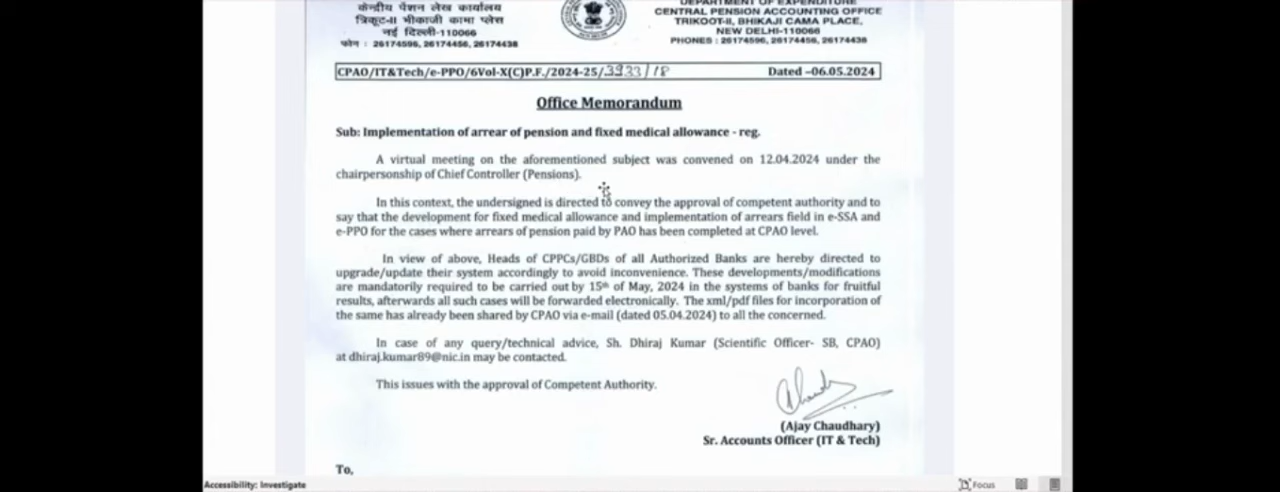 केन्द्रीय पेंशन लेखा कार्यालय
त्रिकूट-II भीकाजी कामा प्लेस
नई दिल्ली-110066
फोन : 26174596, 26174456, 26174438
DEPARTMENT OF EXPENDITURE
CENTRAL PENSION ACCOUNTING OFFICE
TRIKOOT-II, BHIKAJI CAMA PLACE,
NEW DELHI-110066
PHONES : 26174596, 26174456, 26174438
CPAO/IT&Tech/e-PPO/6Vol-X(C)P.F./2024-25/3933/18 Dated –06.05.2024
Office Memorandum
Sub: Implementation of arrear of pension and fixed medical allowance - reg.
A virtual meeting on the aforementioned subject was convened on 12.04.2024 under the
chairpersonship of Chief Controller (Pensions).
In this context, the undersigned is directed to convey the approval of competent authority and to
say that the development for fixed medical allowance and implementation of arrears field in e-SSA and
e-PPO for the cases where arrears of pension paid by PAO has been completed at CPAO level.
In view of above, Heads of CPPCs/GBDs of all Authorized Banks are hereby directed to
upgrade/update their system accordingly to avoid inconvenience. These developments/modifications
are mandatorily required to be carried out by 15th of May, 2024 in the systems of banks for fruitful
results, afterwards all such cases will be forwarded electronically. The xml/pdf files for incorporation of
the same has already been shared by CPAO via e-mail (dated 05.04.2024) to all the concerned.
In case of any query/technical advice, Sh. Dhiraj Kumar (Scientific Officer- SB, CPAO)
at dhiraj.kumar89@nic.in may be contacted.
This issues with the approval of Competent Authority.
(Ajay Chaudhary)
Sr. Accounts Officer (IT & Tech)
To,
Accessibility: Investigate
Focus